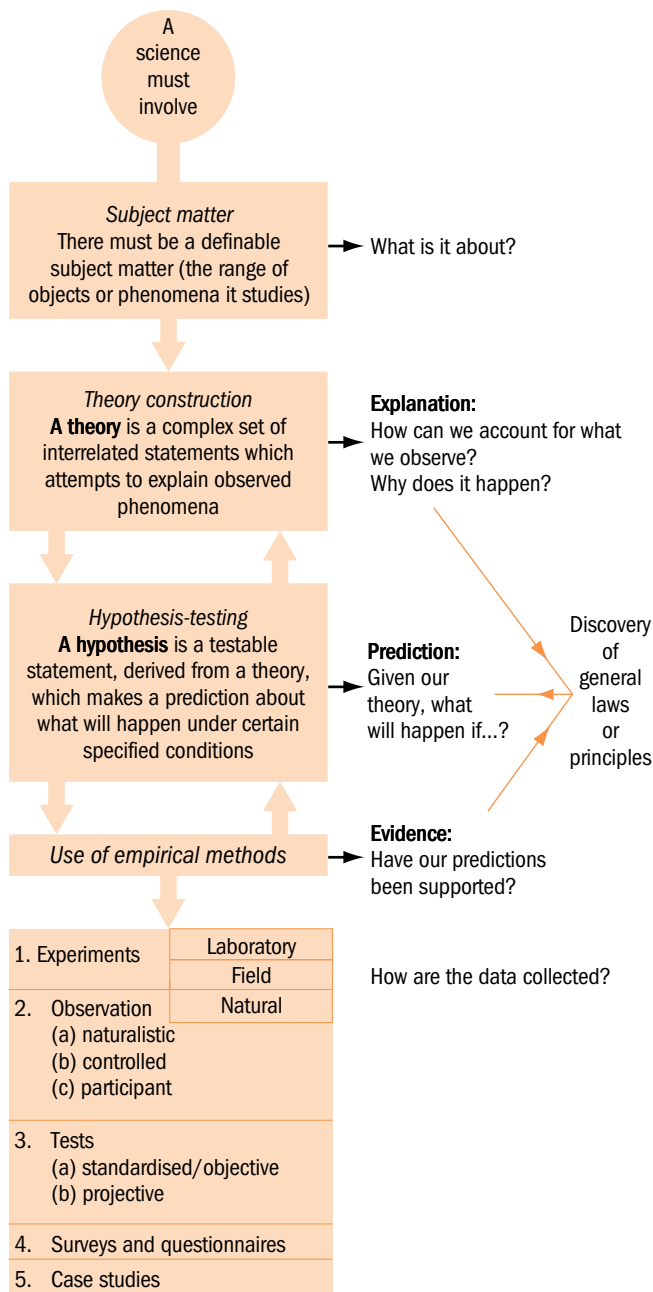 A
science
must
involve
Subject matter
There must be a definable
subject matter (the range of
objects or phenomena it studies)
What is it about?
Theory construction
A theory is a complex set of
interrelated statements which
attempts to explain observed
phenomena
Explanation:
How can we account for what
we observe?
Why does it happen?
Hypothesis-testing
A hypothesis is a testable
statement, derived from a theory,
which makes a prediction about
what will happen under certain
specified conditions
Prediction:
Given our
theory, what
will happen if...?
Discovery
of
general
laws
or
principles
Use of empirical methods
Evidence:
Have our predictions
been supported?
1. Experiments
Laboratory
Field
Natural
How are the data collected?
2. Observation
(a) naturalistic
(b) controlled
(c) participant
3. Tests
(a) standardised/objective
(b) projective
4. Surveys and questionnaires
5. Case studies